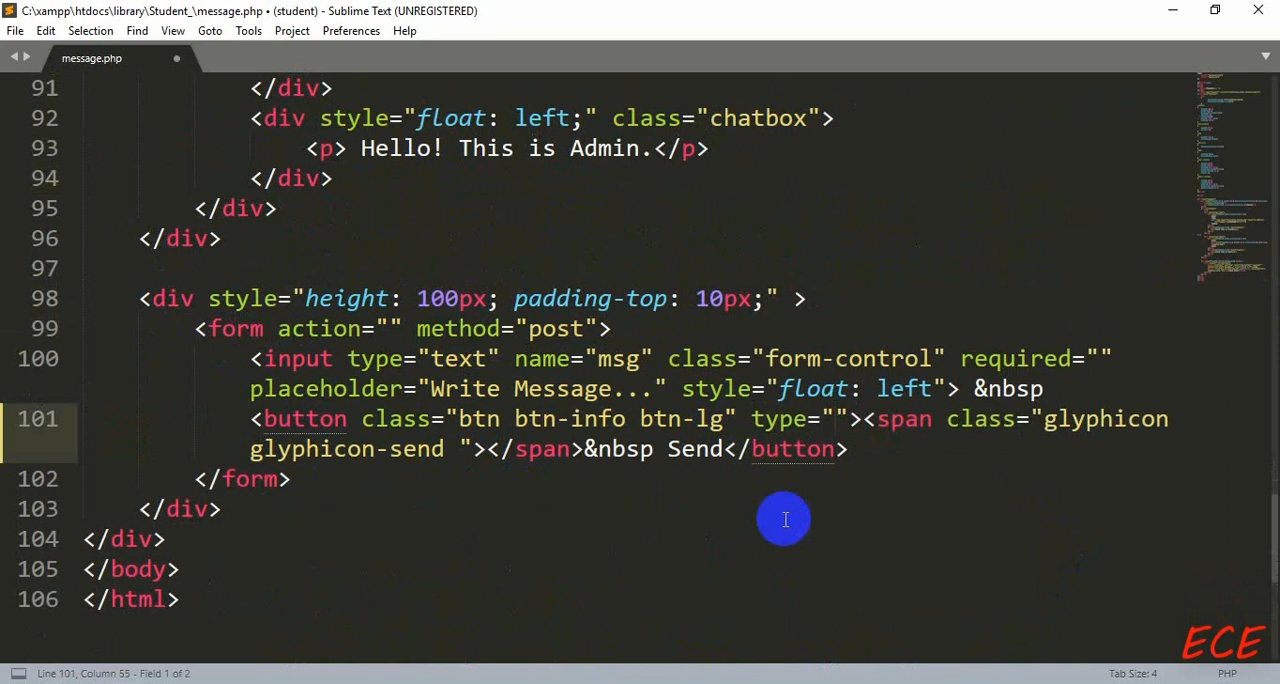 C:\xampp\htdocs\library\Student_\message.php • (student) - Sublime Text (UNREGISTERED)
File Edit Selection Find View Goto Tools Project Preferences Help
message.php
91 </div>
92 <div style="float: left;" class="chatbox">
93 <p> Hello! This is Admin.</p>
94 </div>
95 </div>
96 </div>
97
98 <div style="height: 100px; padding-top: 10px;" >
99 <form action="" method="post">
100 <input type="text" name="msg" class="form-control" required=""
placeholder="Write Message..." style="float: left"> &nbsp
101 <button class="btn btn-info btn-lg" type=""><span class="glyphicon
glyphicon-send "></span>&nbsp Send</button>
102 </form>
103 </div>
104 </div>
105 </body>
106 </html>
ECE
Line 101, Column 55 - Field 1 of 2 Tab Size: 4 PHP